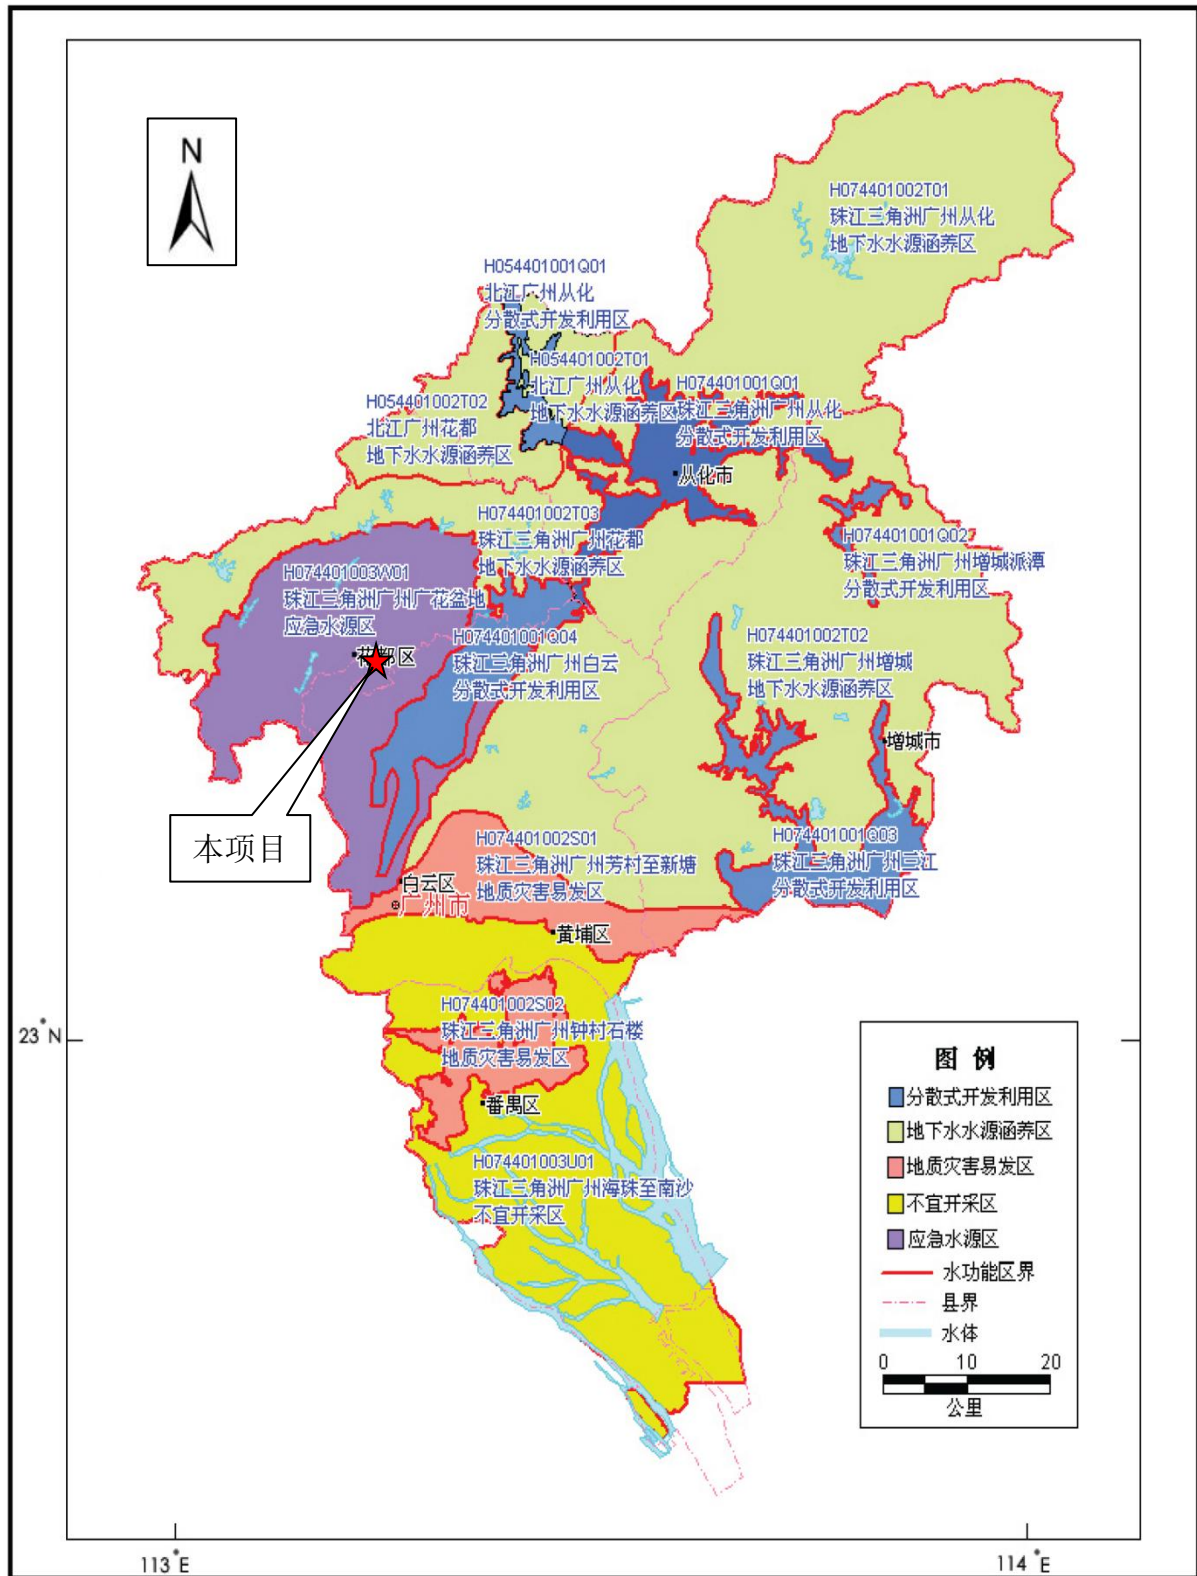 N
H074401002T01
珠江三角洲广州从化
地下水水源涵养区
H054401001Q01
北江广州从化
分散式开发利用区
H054401002T01
北江广州从化
地下水水源涵养区
H074401001Q01
珠江三角洲广州从化
分散式开发利用区
H054401002T02
北江广州花都
地下水水源涵养区
从化市
H074401002T03
珠江三角洲广州花都
地下水水源涵养区
H074401001Q02
珠江三角洲广州增城派潭
分散式开发利用区
H074401003W01
珠江三角洲广州广花盆地
应急水源区
花都区
H074401001Q04
珠江三角洲广州白云
分散式开发利用区
H074401002T02
珠江三角洲广州增城
地下水水源涵养区
增城市
本项目
H074401002S01
珠江三角洲广州芳村至新塘
地质灾害易发区
H074401001Q03
珠江三角洲广州三江
分散式开发利用区
白云区
广州市
黄埔区
H074401002S02
珠江三角洲广州钟村石楼
地质灾害易发区
番禺区
H074401003U01
珠江三角洲广州海珠至南沙
不宜开采区
23°N
图 例
分散式开发利用区
地下水水源涵养区
地质灾害易发区
不宜开采区
应急水源区
水功能区界
县界
水体
0 10 20
公里
113°E
114°E